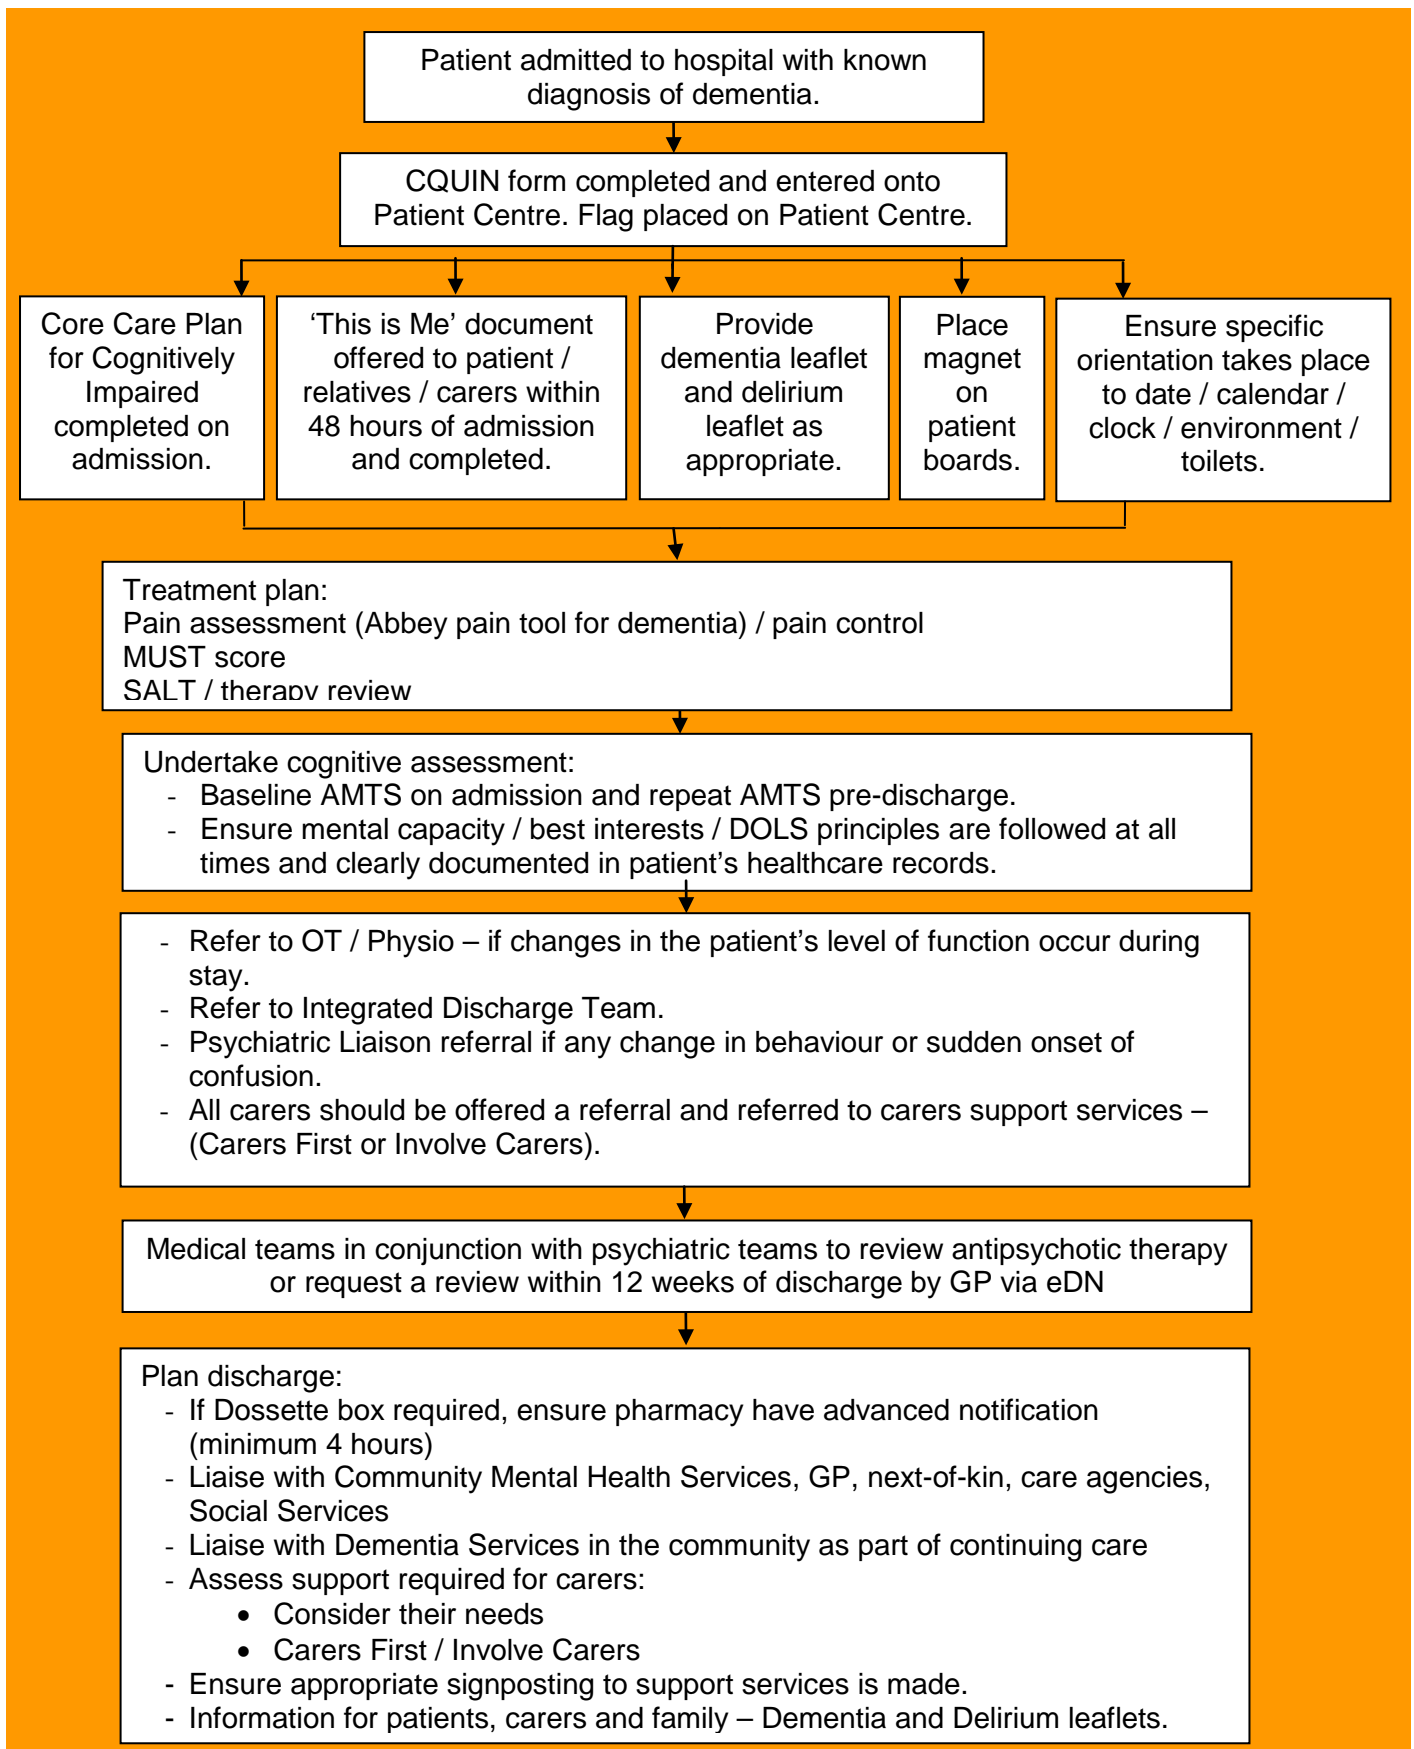 Patient admitted to hospital with known
diagnosis of dementia.
CQUIN form completed and entered onto
Patient Centre. Flag placed on Patient Centre.
Core Care Plan
for Cognitively
Impaired
completed on
admission.
‘This is Me’ document
offered to patient /
relatives / carers within
48 hours of admission
and completed.
Provide
dementia leaflet
and delirium
leaflet as
appropriate.
Place
magnet
on
patient
boards.
Ensure specific
orientation takes place
to date / calendar /
clock / environment /
toilets.
Treatment plan:
Pain assessment (Abbey pain tool for dementia) / pain control
MUST score
SALT / therapy review
Undertake cognitive assessment:
- Baseline AMTS on admission and repeat AMTS pre-discharge.
- Ensure mental capacity / best interests / DOLS principles are followed at all
times and clearly documented in patient’s healthcare records.
- Refer to OT / Physio – if changes in the patient’s level of function occur during
stay.
- Refer to Integrated Discharge Team.
- Psychiatric Liaison referral if any change in behaviour or sudden onset of
confusion.
- All carers should be offered a referral and referred to carers support services –
(Carers First or Involve Carers).
Medical teams in conjunction with psychiatric teams to review antipsychotic therapy
or request a review within 12 weeks of discharge by GP via eDN
Plan discharge:
- If Dossette box required, ensure pharmacy have advanced notification
(minimum 4 hours)
- Liaise with Community Mental Health Services, GP, next-of-kin, care agencies,
Social Services
- Liaise with Dementia Services in the community as part of continuing care
- Assess support required for carers:
• Consider their needs
• Carers First / Involve Carers
- Ensure appropriate signposting to support services is made.
- Information for patients, carers and family – Dementia and Delirium leaflets.